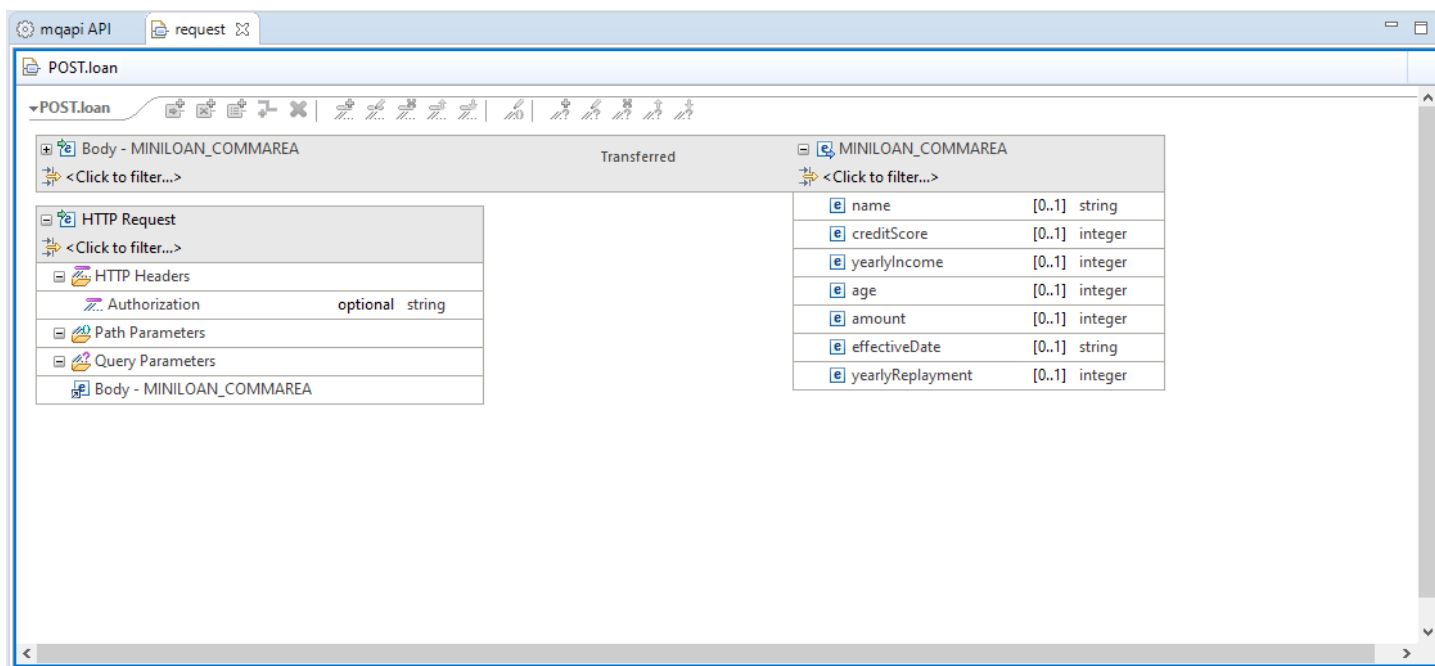 mqapi API
request
POST.loan
POST.loan
Body - MINILOAN_COMMAREA
<Click to filter...>
Transferred
MINILOAN_COMMAREA
<Click to filter...>
HTTP Request
<Click to filter...>
HTTP Headers
Authorization optional string
Path Parameters
Query Parameters
Body - MINILOAN_COMMAREA
name [0..1] string
creditScore [0..1] integer
yearlyIncome [0..1] integer
age [0..1] integer
amount [0..1] integer
effectiveDate [0..1] string
yearlyReplayment [0..1] integer